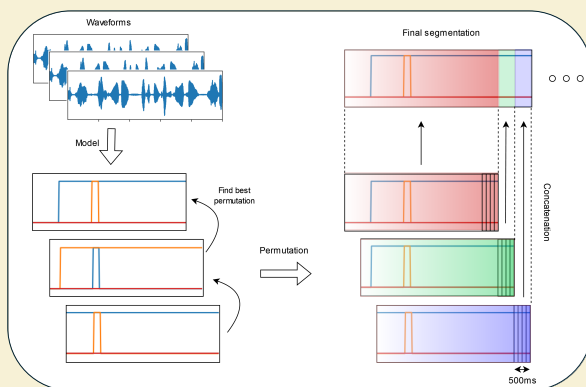 Waveforms
Final segmentation
Model
Find best
permutation
Permutation
Concatenation
500ms